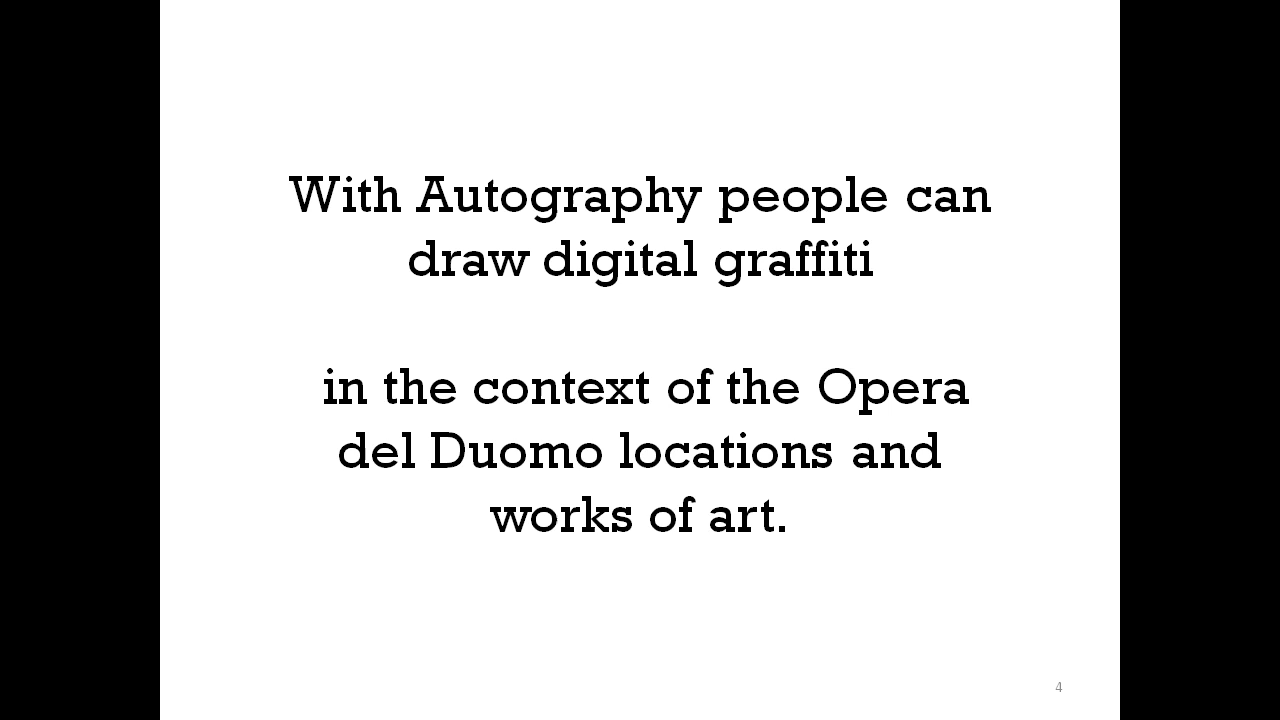 With Autography people can
draw digital graffiti
in the context of the Opera
del Duomo locations and
works of art.
4